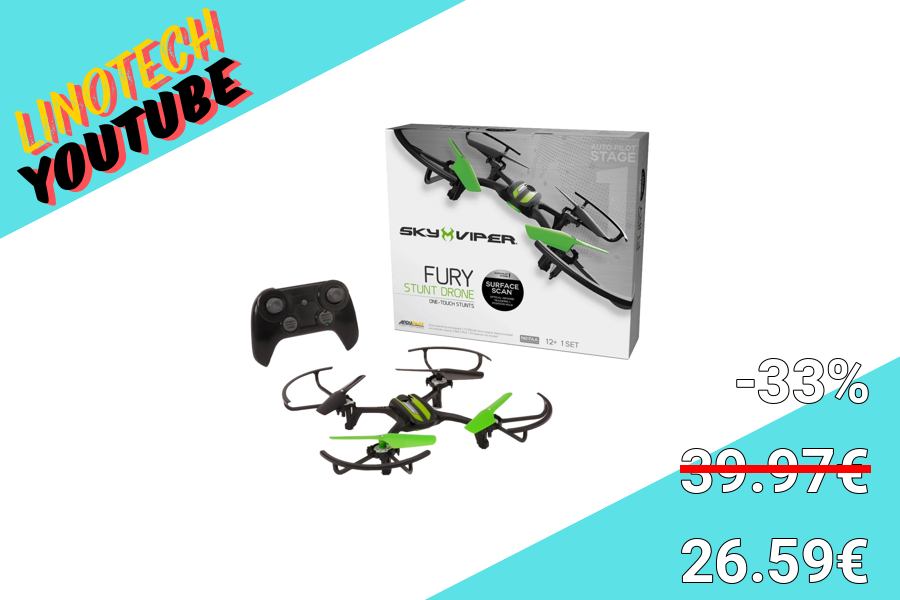 LINOTECH
YOUTUBE
AUTO PILOT
STAGE
1
SKY VIPER
FURY
STUNT DRONE
ONE-TOUCH STUNTS
SURFACE
SCAN
12+ 1 SET
-33%
39.97€
26.59€